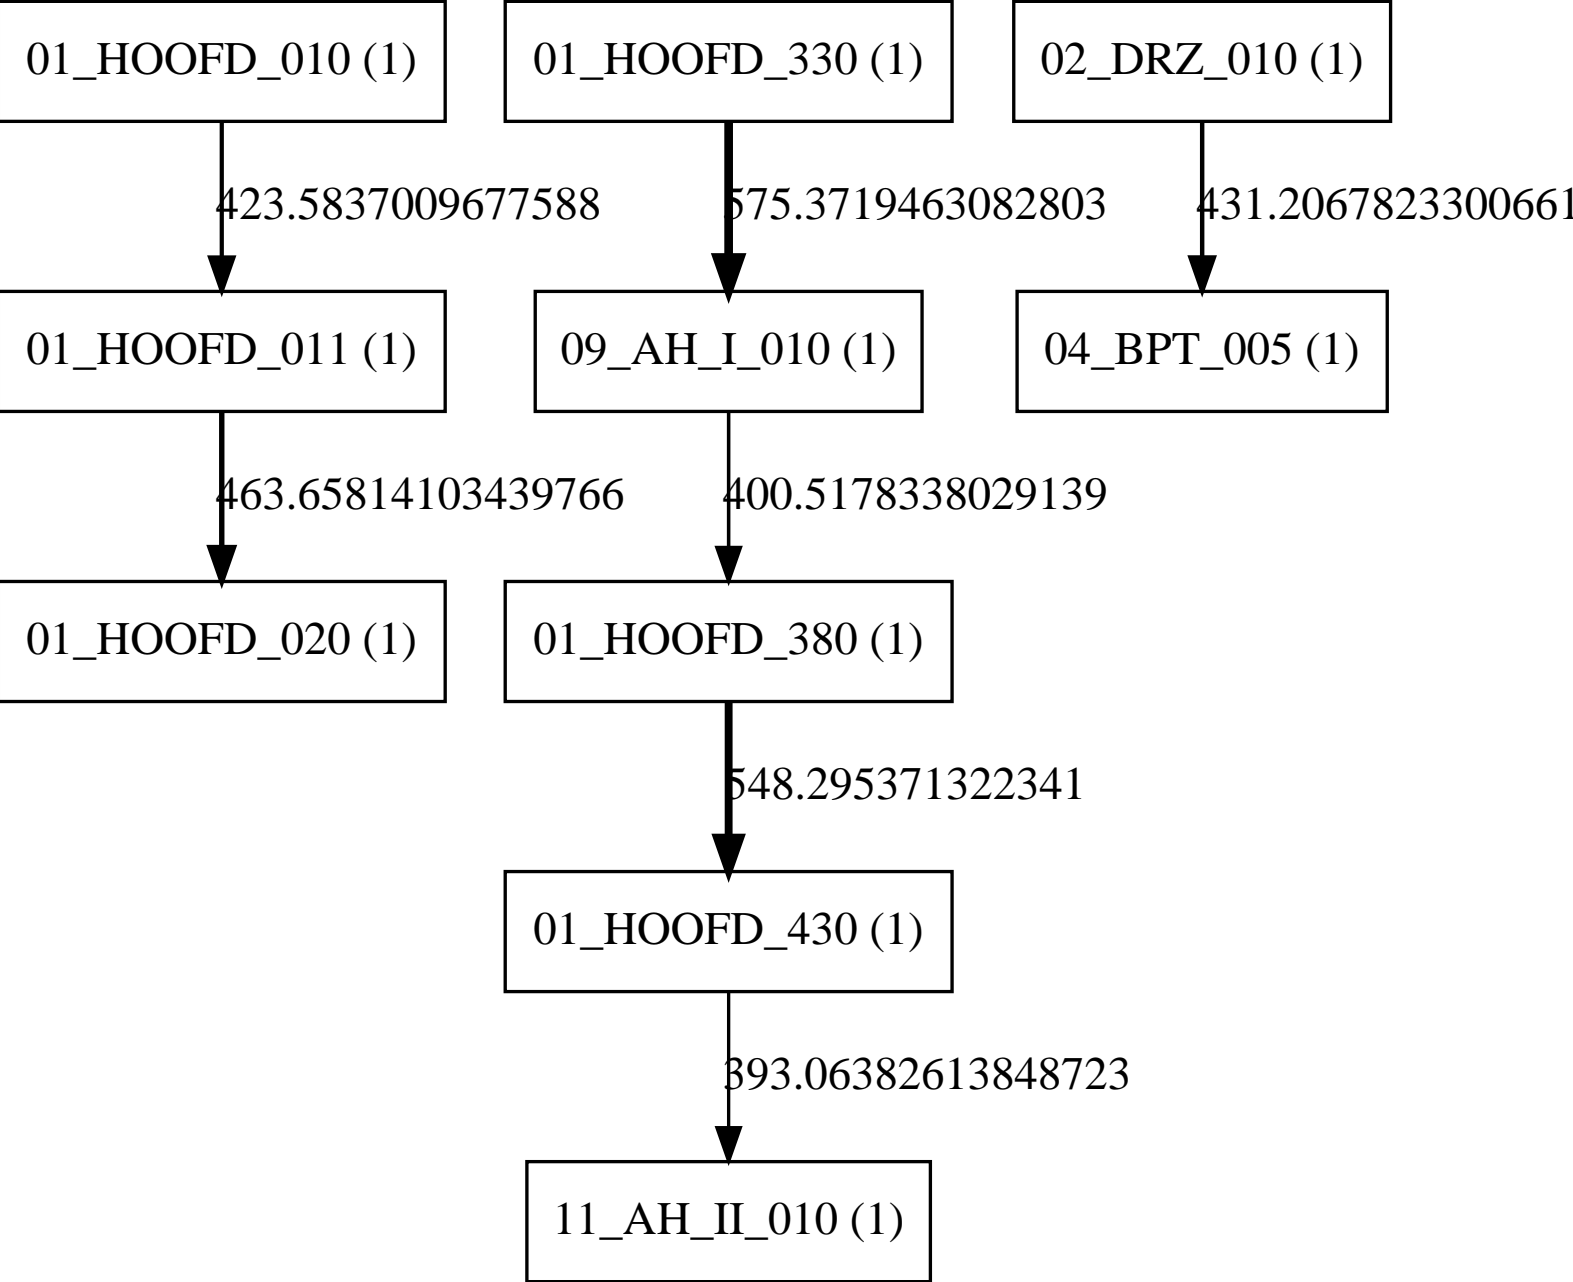 01_HOOFD_010 (1)
01_HOOFD_330 (1)
02_DRZ_010 (1)
423.5837009677588
575.3719463082803
431.2067823300661
01_HOOFD_011 (1)
09_AH_I_010 (1)
04_BPT_005 (1)
463.65814103439766
400.5178338029139
01_HOOFD_020 (1)
01_HOOFD_380 (1)
548.295371322341
01_HOOFD_430 (1)
393.06382613848723
11_AH_II_010 (1)